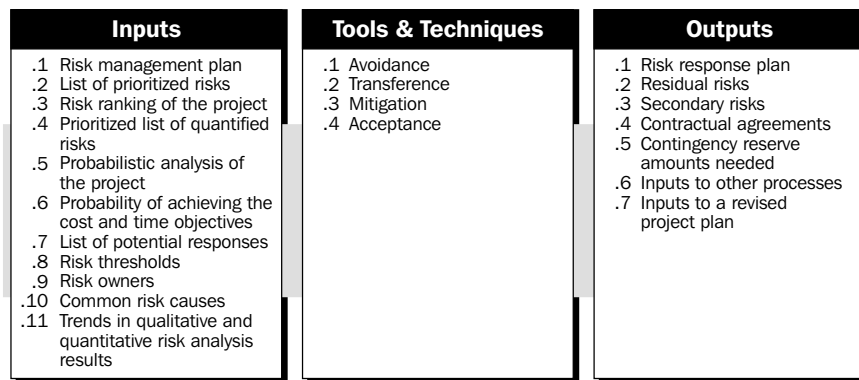 Inputs
.1 Risk management plan
.2 List of prioritized risks
.3 Risk ranking of the project
.4 Prioritized list of quantified
risks
.5 Probabilistic analysis of
the project
.6 Probability of achieving the
cost and time objectives
.7 List of potential responses
.8 Risk thresholds
.9 Risk owners
.10 Common risk causes
.11 Trends in qualitative and
quantitative risk analysis
results
Tools & Techniques
.1 Avoidance
.2 Transference
.3 Mitigation
.4 Acceptance
Outputs
.1 Risk response plan
.2 Residual risks
.3 Secondary risks
.4 Contractual agreements
.5 Contingency reserve
amounts needed
.6 Inputs to other processes
.7 Inputs to a revised
project plan